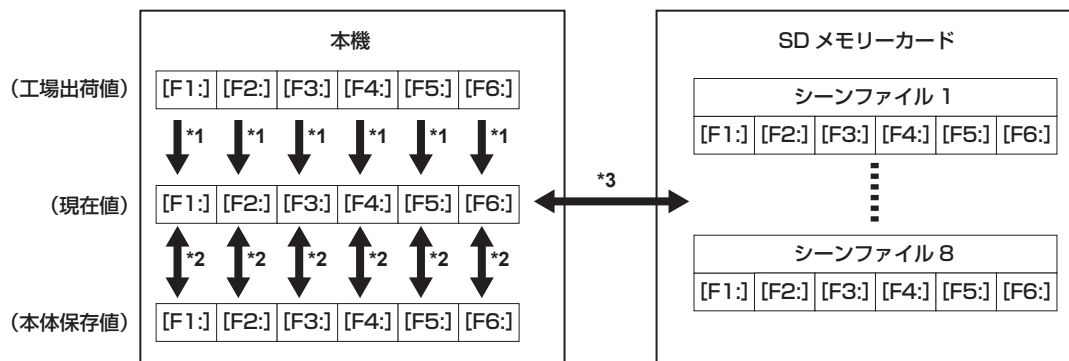 本機
SD メモリーカード
(工場出荷値) [F1:] [F2:] [F3:] [F4:] [F5:] [F6:]
シーンファイル 1
*1 *1 *1 *1 *1 *1
[F1:] [F2:] [F3:] [F4:] [F5:] [F6:]
(現在値) [F1:] [F2:] [F3:] [F4:] [F5:] [F6:]
*3
*2 *2 *2 *2 *2 *2
シーンファイル 8
[F1:] [F2:] [F3:] [F4:] [F5:] [F6:]
(本体保存値) [F1:] [F2:] [F3:] [F4:] [F5:] [F6:]